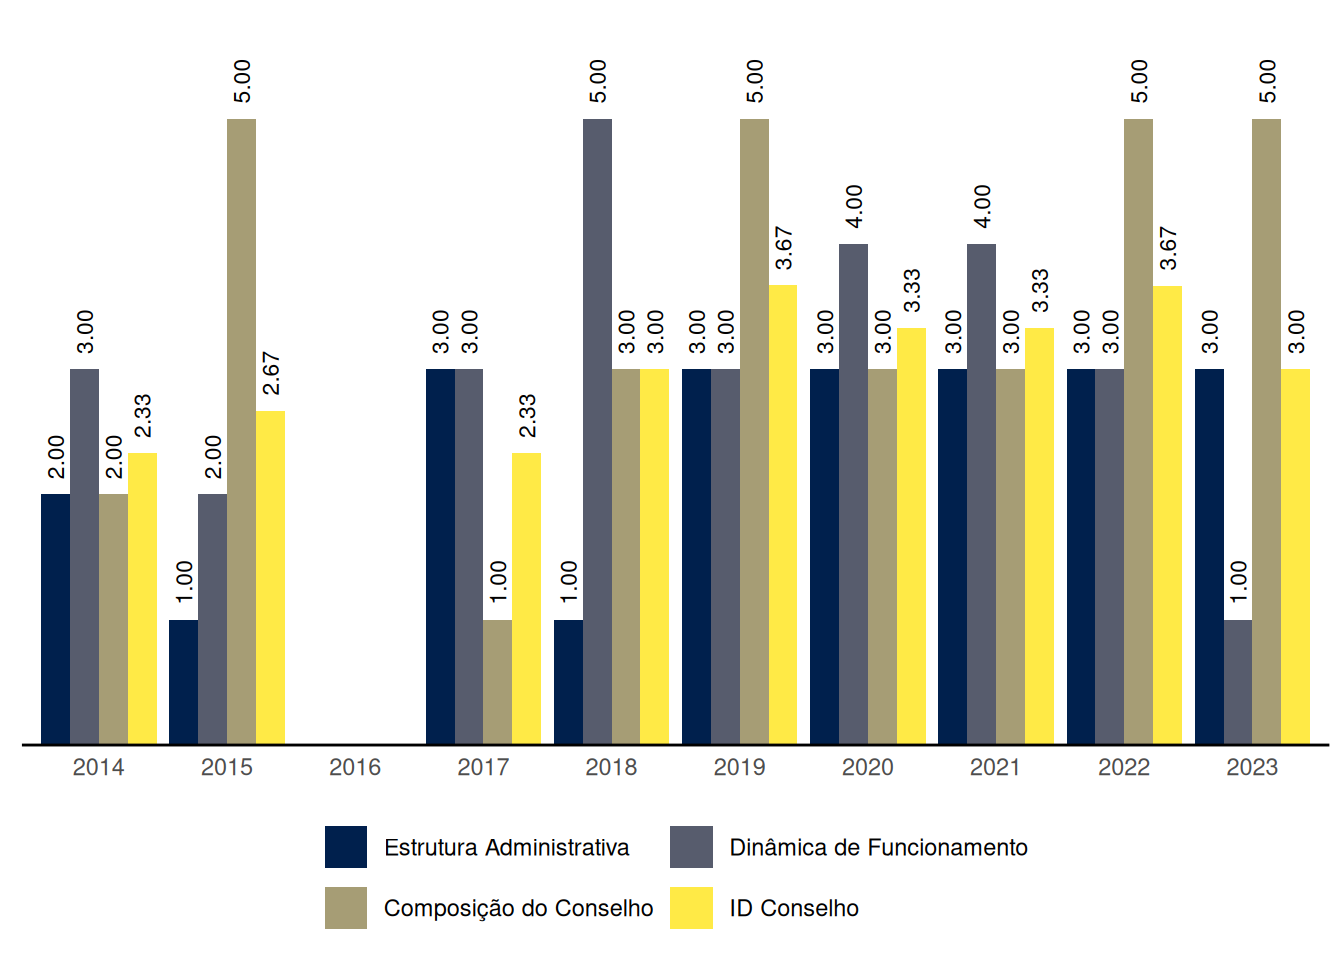 2.00 3.00 2.00 2.33 1.00 2.00 5.00 2.67 3.00 3.00 1.00 2.33 1.00 5.00 3.00 3.00 3.00 3.00 5.00 3.67 3.00 4.00 3.00 3.33 3.00 4.00 3.00 3.33 3.00 3.00 5.00 3.67 3.00 1.00 5.00 3.00
2014 2015 2016 2017 2018 2019 2020 2021 2022 2023
Estrutura Administrativa Dinâmica de Funcionamento
Composição do Conselho ID Conselho